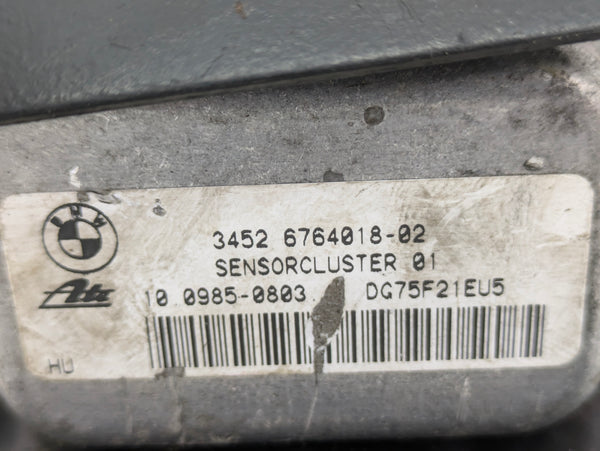 BMW
3452 6764018-02
SENSORCLUSTER 01
Ate
10 0985-0803 DG75F21EU5
HU